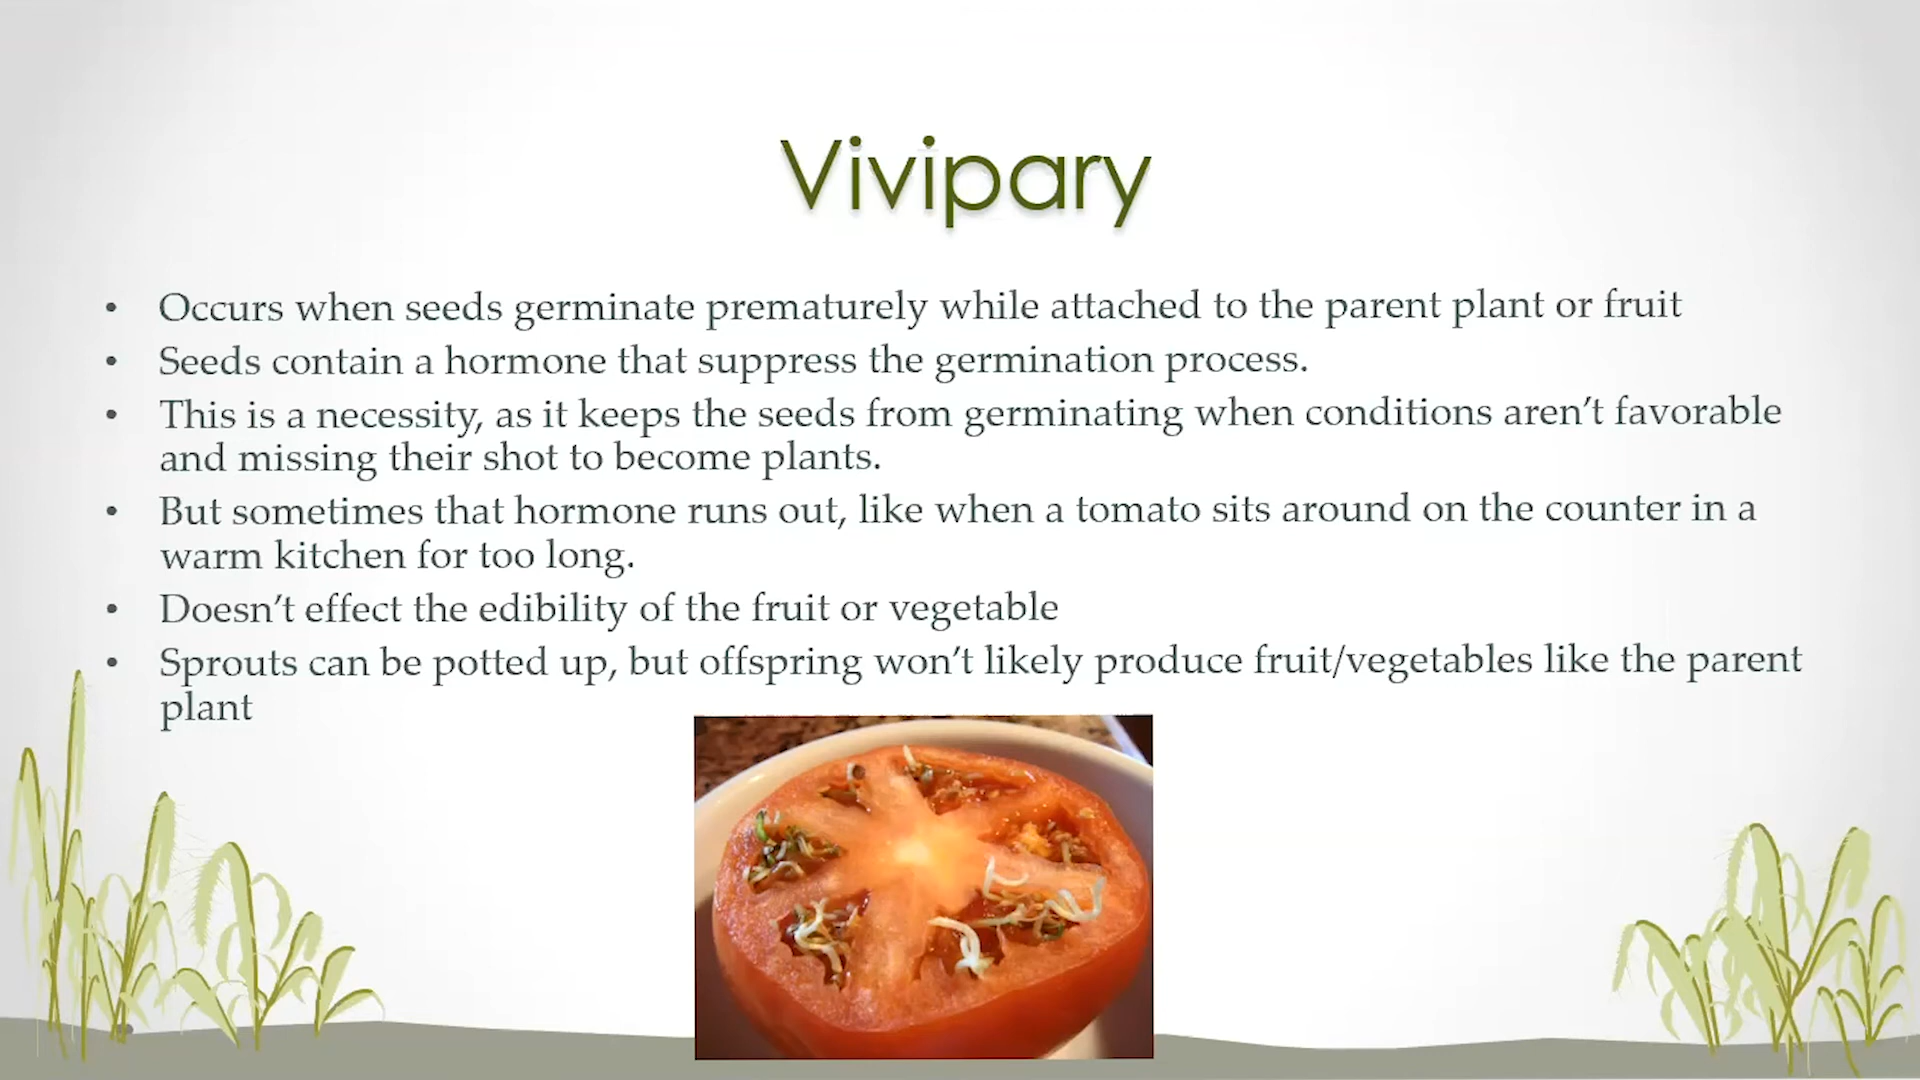 Vivipary
• Occurs when seeds germinate prematurely while attached to the parent plant or fruit
• Seeds contain a hormone that suppress the germination process.
• This is a necessity, as it keeps the seeds from germinating when conditions aren’t favorable
and missing their shot to become plants.
• But sometimes that hormone runs out, like when a tomato sits around on the counter in a
warm kitchen for too long.
• Doesn’t effect the edibility of the fruit or vegetable
• Sprouts can be potted up, but offspring won’t likely produce fruit/vegetables like the parent
plant